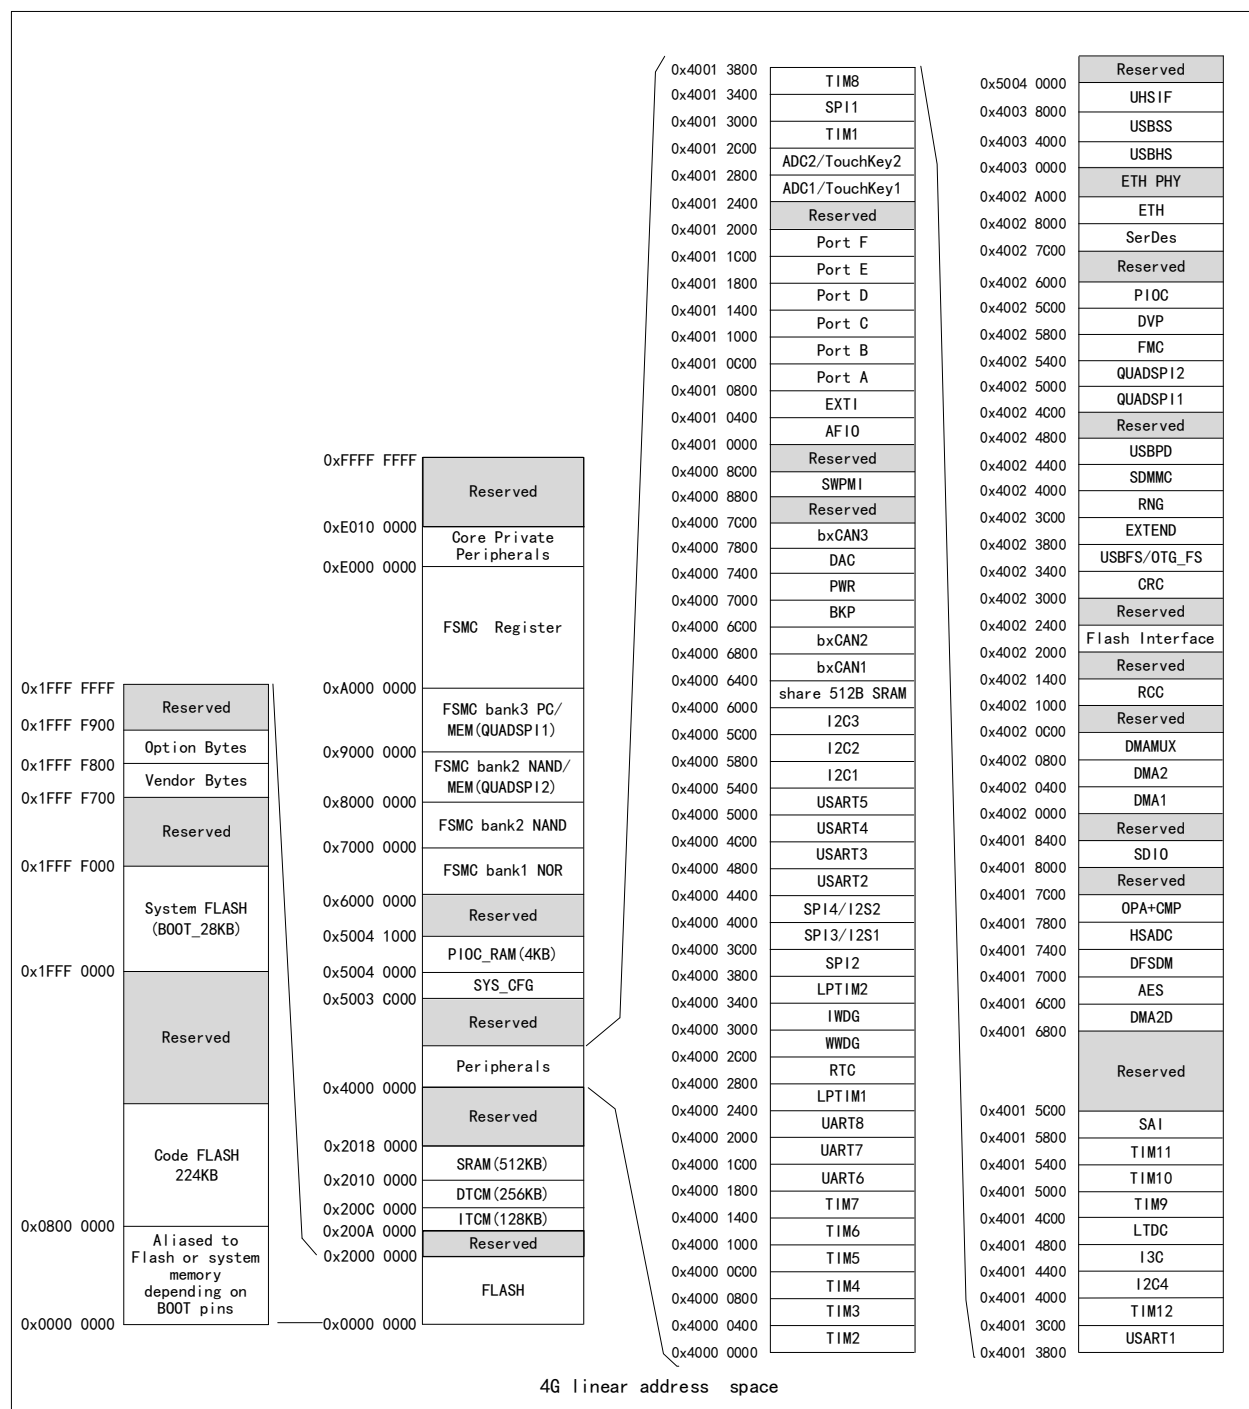 0xFFFF FFFF
Reserved
0xE010 0000
Core Private
Peripherals
0xE000 0000
FSMC Register
0xA000 0000
FSMC bank3 PC/
MEM(QUADSPI1)
0x9000 0000
FSMC bank2 NAND/
MEM(QUADSPI2)
0x8000 0000
FSMC bank2 NAND
0x7000 0000
FSMC bank1 NOR
0x6000 0000
Reserved
0x5004 1000
PIOC_RAM(4KB)
0x5004 0000
SYS_CFG
0x5003 C000
Reserved
Peripherals
0x4000 0000
Reserved
0x2018 0000
SRAM(512KB)
0x2010 0000
DTCM(256KB)
0x200C 0000
ITCM(128KB)
0x200A 0000
Reserved
0x2000 0000
FLASH
0x0000 0000
0x1FFF FFFF
Reserved
0x1FFF F900
Option Bytes
0x1FFF F800
Vendor Bytes
0x1FFF F700
Reserved
0x1FFF F000
System FLASH
(BOOT_28KB)
0x1FFF 0000
Reserved
Code FLASH
224KB
0x0800 0000
Aliased to
Flash or system
memory
depending on
BOOT pins
0x0000 0000
0x4001 3800
TIM8
0x4001 3400
SPI1
0x4001 3000
TIM1
0x4001 2C00
ADC2/TouchKey2
0x4001 2800
ADC1/TouchKey1
0x4001 2400
Reserved
0x4001 2000
Port F
0x4001 1C00
Port E
0x4001 1800
Port D
0x4001 1400
Port C
0x4001 1000
Port B
0x4001 0C00
Port A
0x4001 0800
EXTI
0x4001 0400
AFIO
0x4001 0000
Reserved
0x4000 8C00
SWPMI
0x4000 8800
Reserved
0x4000 7C00
bxCAN3
0x4000 7800
DAC
0x4000 7400
PWR
0x4000 7000
BKP
0x4000 6C00
bxCAN2
0x4000 6800
bxCAN1
0x4000 6400
share 512B SRAM
0x4000 6000
I2C3
0x4000 5C00
I2C2
0x4000 5800
I2C1
0x4000 5400
USART5
0x4000 5000
USART4
0x4000 4C00
USART3
0x4000 4800
USART2
0x4000 4400
SPI4/I2S2
0x4000 4000
SPI3/I2S1
0x4000 3C00
SPI2
0x4000 3800
LPTIM2
0x4000 3400
IWDG
0x4000 3000
WWDG
0x4000 2C00
RTC
0x4000 2800
LPTIM1
0x4000 2400
UART8
0x4000 2000
UART7
0x4000 1C00
UART6
0x4000 1800
TIM7
0x4000 1400
TIM6
0x4000 1000
TIM5
0x4000 0C00
TIM4
0x4000 0800
TIM3
0x4000 0400
TIM2
0x4000 0000
Reserved
0x5004 0000
UHSIF
0x4003 8000
USBSS
0x4003 4000
USBHS
0x4003 0000
ETH PHY
0x4002 A000
ETH
0x4002 8000
SerDes
0x4002 7C00
Reserved
0x4002 6000
PIOC
0x4002 5C00
DVP
0x4002 5800
FMC
0x4002 5400
QUADSPI2
0x4002 5000
QUADSPI1
0x4002 4C00
Reserved
0x4002 4800
USBPD
0x4002 4400
SDMMC
0x4002 4000
RNG
0x4002 3C00
EXTEND
0x4002 3800
USBFS/OTG_FS
0x4002 3400
CRC
0x4002 3000
Reserved
0x4002 2400
Flash Interface
0x4002 2000
Reserved
0x4002 1400
RCC
0x4002 1000
Reserved
0x4002 0C00
DMAMUX
0x4002 0800
DMA2
0x4002 0400
DMA1
0x4002 0000
Reserved
0x4001 8400
SDIO
0x4001 8000
Reserved
0x4001 7C00
OPA+CMP
0x4001 7800
HSADC
0x4001 7400
DFSDM
0x4001 7000
AES
0x4001 6C00
DMA2D
0x4001 6800
Reserved
0x4001 5C00
SAI
0x4001 5800
TIM11
0x4001 5400
TIM10
0x4001 5000
TIM9
0x4001 4C00
LTDC
0x4001 4800
I3C
0x4001 4400
I2C4
0x4001 4000
TIM12
0x4001 3C00
USART1
0x4001 3800
4G linear address space